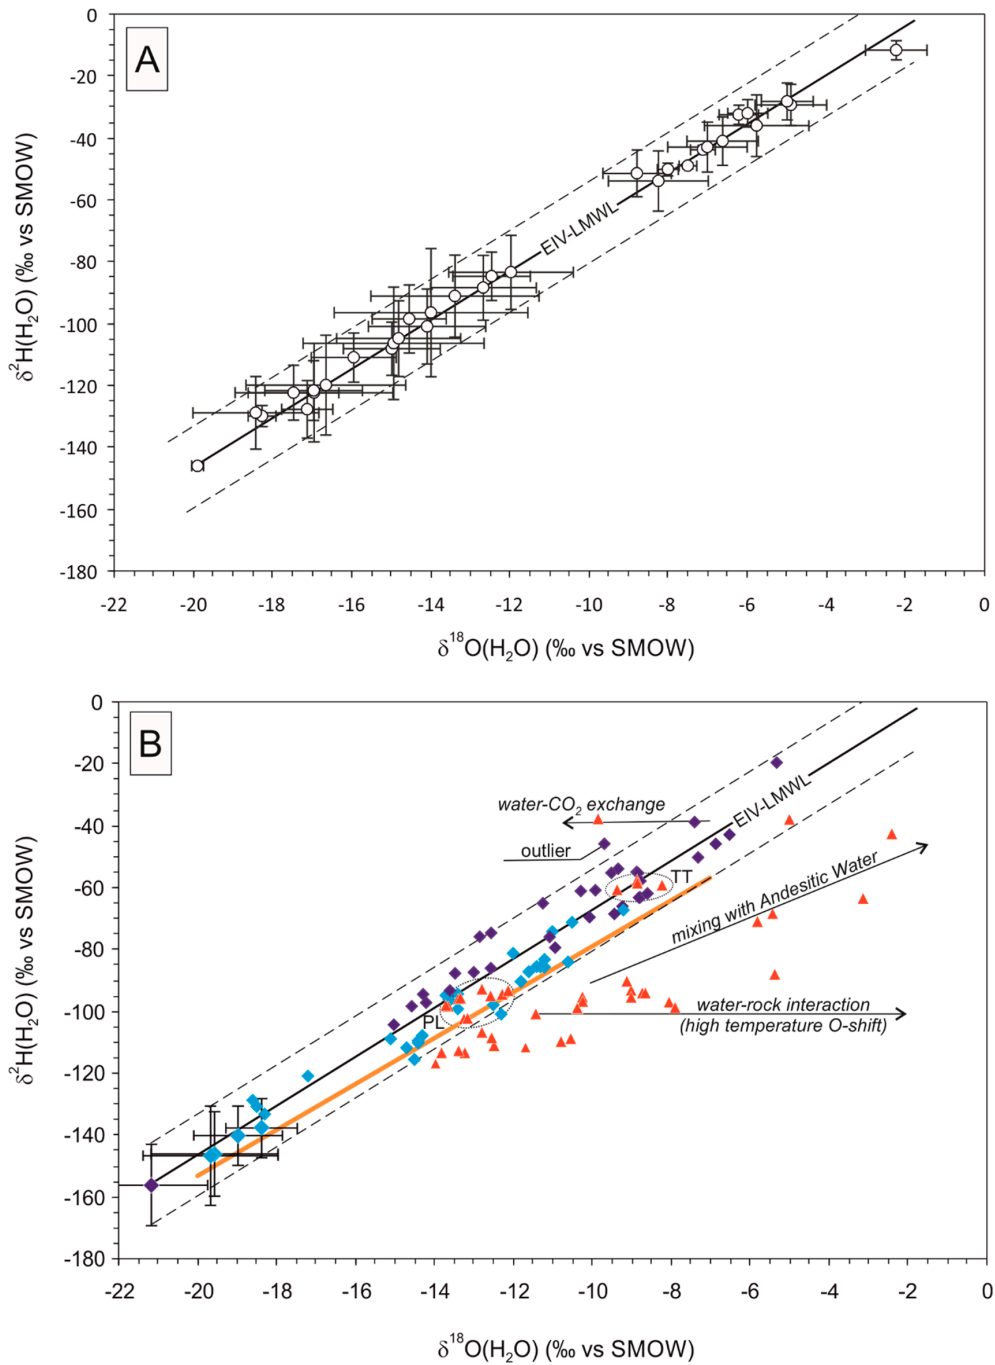 A
0
-20
-40
-60
-80
-100
-120
-140
-160
-180
δ²H(H₂O) (‰ vs SMOW)
EIV-LMWL
-22 -20 -18 -16 -14 -12 -10 -8 -6 -4 -2 0
δ¹⁸O(H₂O) (‰ vs SMOW)
B
0
-20
-40
-60
-80
-100
-120
-140
-160
-180
δ²H(H₂O) (‰ vs SMOW)
EIV-LMWL
water-CO₂ exchange
outlier
TT
mixing with Andesitic Water
PL
water-rock interaction
(high temperature O-shift)
-22 -20 -18 -16 -14 -12 -10 -8 -6 -4 -2 0
δ¹⁸O(H₂O) (‰ vs SMOW)